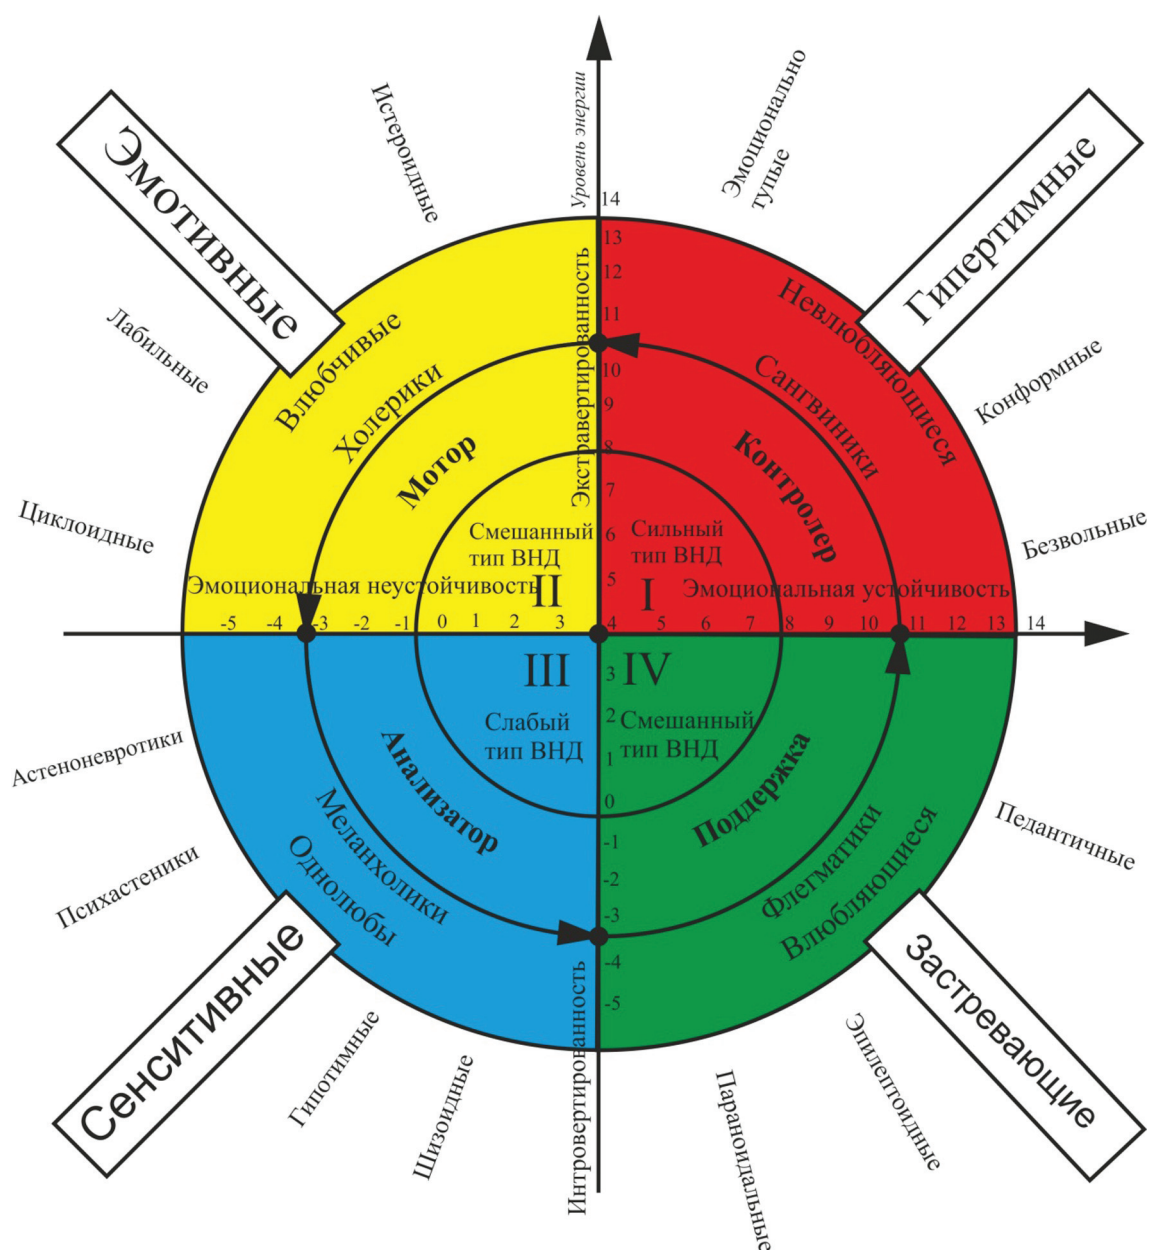 Уровень энергии
Эмоционально
тупые
Истероидные
Эмотивные
Гипертимные
Лабильные
Конформные
Циклоидные
Безвольные
14
13
12
11
10
9
8
7
6
5
Экстравертированность
Влюбчивые
Холерики
Мотор
Смешанный
тип ВНД
Эмоциональная неустойчивость
II
Невлюбляющиеся
Сангвиники
Контролер
Сильный
тип ВНД
Эмоциональная устойчивость
I
-5 -4 -3 -2 -1 0 1 2 3 4 5 6 7 8 9 10 11 12 13 14
III
Слабый
тип ВНД
Анализатор
Меланхолики
Однолюбы
IV
Смешанный
тип ВНД
Поддержка
Флегматики
Влюбляющиеся
3
2
1
0
-1
-2
-3
-4
-5
Интровертированность
Астеноневротики
Психастеники
Сенситивные
Гипотимные
Шизоидные
Педантичные
Застревающие
Эпилептоидные
Параноидальные